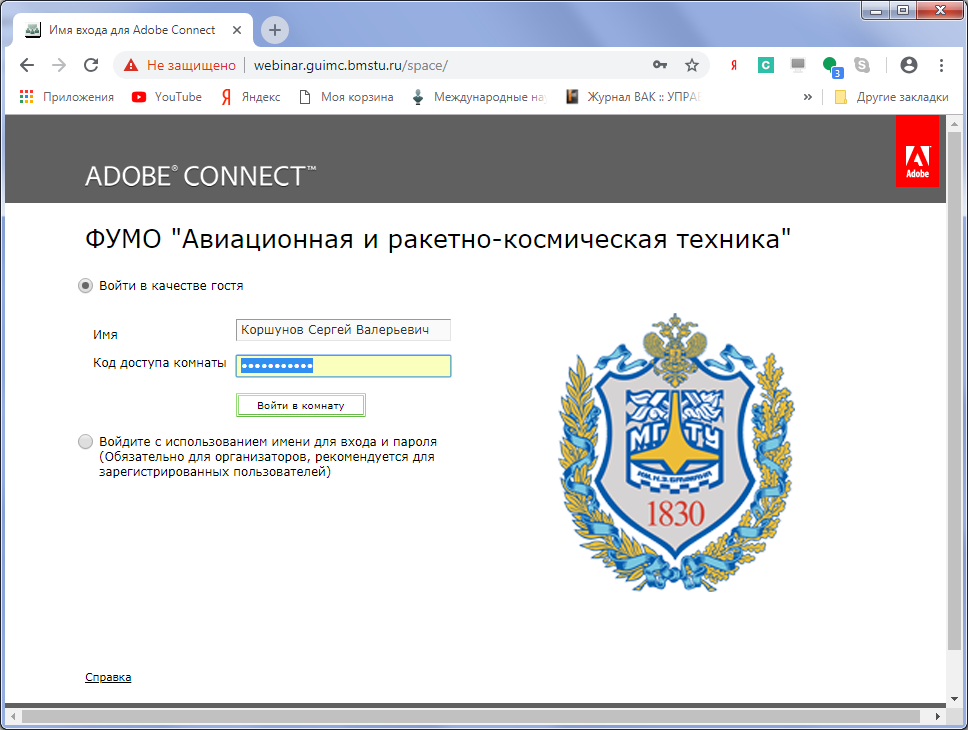 Имя входа для Adobe Connect
Не защищено
webinar.guimc.bmstu.ru/space/
Я
C
3
S
Приложения
YouTube
Я Яндекс
Моя корзина
Международные на
Журнал ВАК :: УПРА
»
Другие закладки
ADOBE® CONNECT™
Adobe
ФУМО "Авиационная и ракетно-космическая техника"
Войти в качестве гостя
Имя
Коршунов Сергей Валерьевич
Код доступа комнаты
•••••••••••
Войти в комнату
Войдите с использованием имени для входа и пароля
(Обязательно для организаторов, рекомендуется для
зарегистрированных пользователей)
МГТУ
ИМ. Н.Э. БАУМАНА
1830
Справка